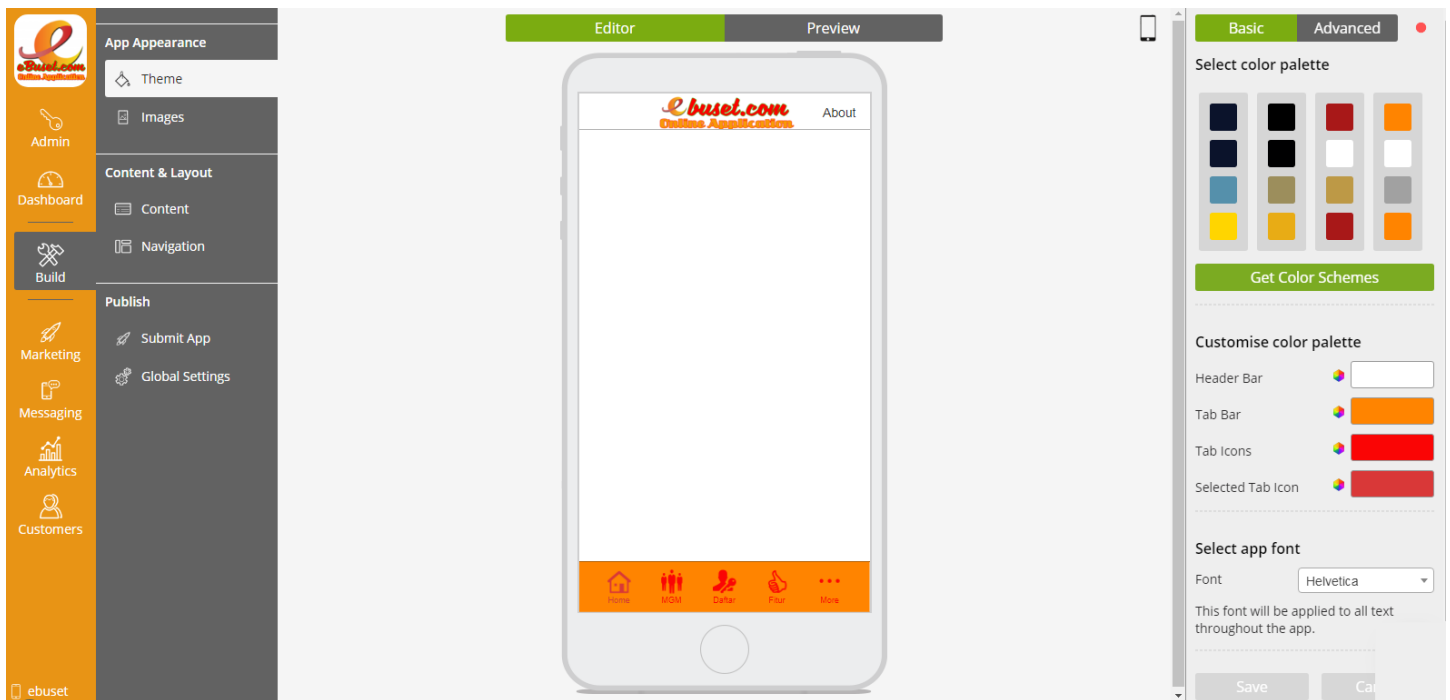 eBuset.com
Online Application
Admin
Dashboard
Build
Marketing
Messaging
Analytics
Customers
ebuset
App Appearance
Theme
Images
Content & Layout
Content
Navigation
Publish
Submit App
Global Settings
Editor
Preview
ebuset.com
Online Application
About
Home
MGM
Daftar
Fitur
More
Basic
Advanced
Select color palette
Get Color Schemes
Customise color palette
Header Bar
Tab Bar
Tab Icons
Selected Tab Icon
Select app font
Font
Helvetica
This font will be applied to all text
throughout the app.
Save
Ca